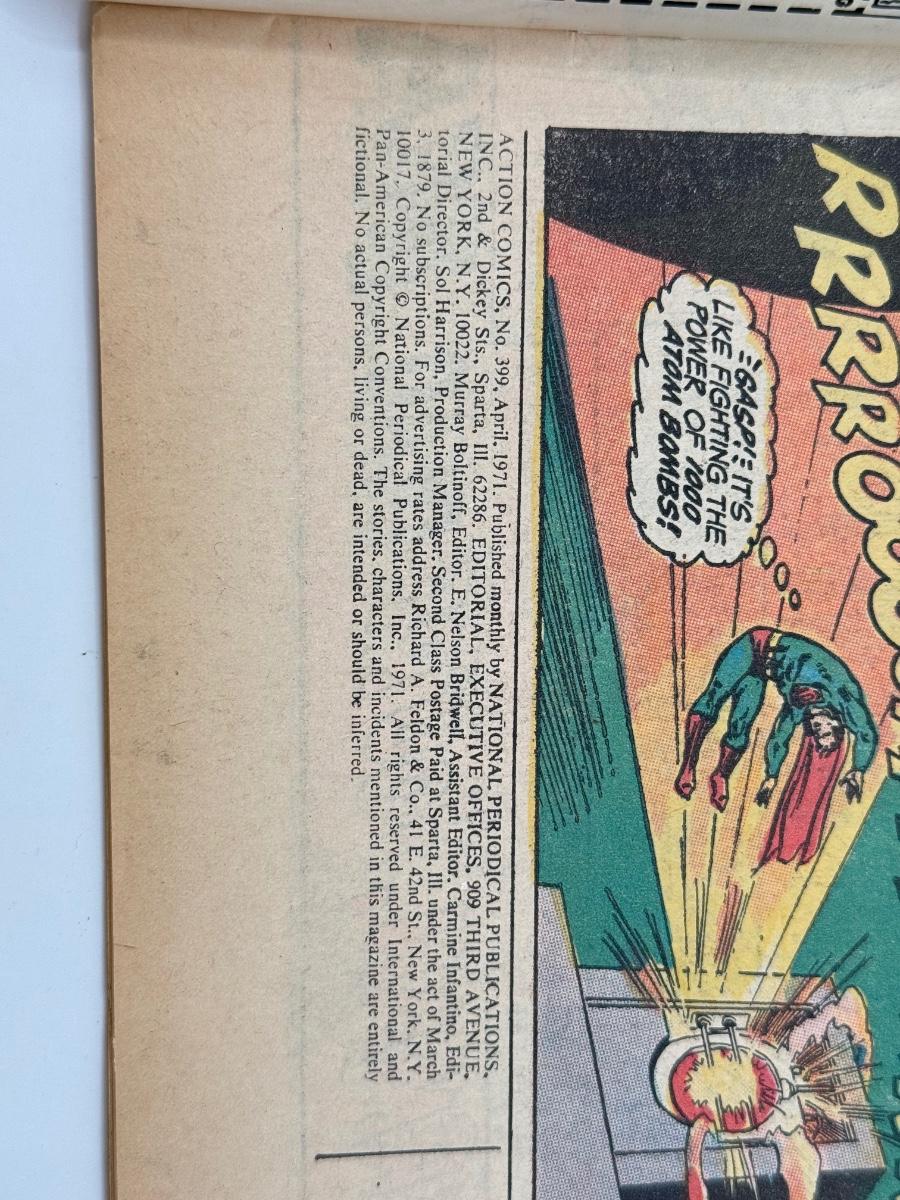 RRRROOOM
"GASP!" IT'S
LIKE FIGHTING THE
POWER OF 1000
ATOM BOMBS!
ACTION COMICS, No. 399, April, 1971. Published monthly by NATIONAL PERIODICAL PUBLICATIONS,
INC., 2nd & Dickey Sts., Sparta, Ill. 62286. EDITORIAL, EXECUTIVE OFFICES, 909 THIRD AVENUE,
NEW YORK, N.Y. 10022. Murray Boltinoff, Editor. E. Nelson Bridwell, Assistant Editor. Carmine Infantino, Edi-
torial Director. Sol Harrison, Production Manager. Second Class Postage Paid at Sparta, Ill. under the act of March
3, 1879. No subscriptions. For advertising rates address Richard A. Feldon & Co., 41 E. 42nd St., New York, N.Y.
10017. Copyright © National Periodical Publications, Inc., 1971. All rights reserved under International and
Pan-American Copyright Conventions. The stories, characters and incidents mentioned in this magazine are entirely
fictional. No actual persons, living or dead, are intended or should be inferred.